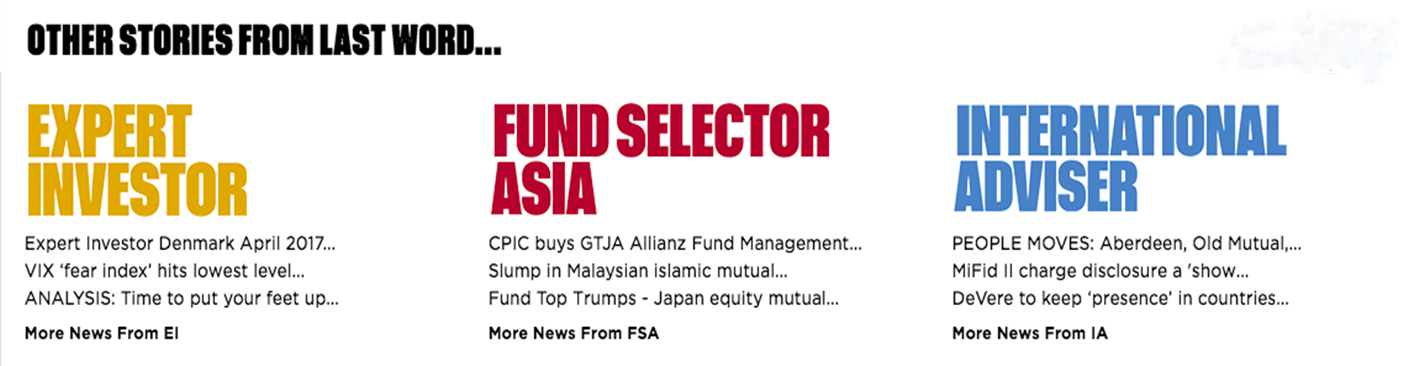 OTHER STORIES FROM LAST WORD...
EXPERT
INVESTOR
Expert Investor Denmark April 2017...
VIX ‘fear index’ hits lowest level...
ANALYSIS: Time to put your feet up...
More News From EI
FUND SELECTOR
ASIA
CPIC buys GTJA Allianz Fund Management...
Slump in Malaysian islamic mutual...
Fund Top Trumps - Japan equity mutual...
More News From FSA
INTERNATIONAL
ADVISER
PEOPLE MOVES: Aberdeen, Old Mutual,...
MiFid II charge disclosure a 'show...
DeVere to keep ‘presence’ in countries...
More News From IA